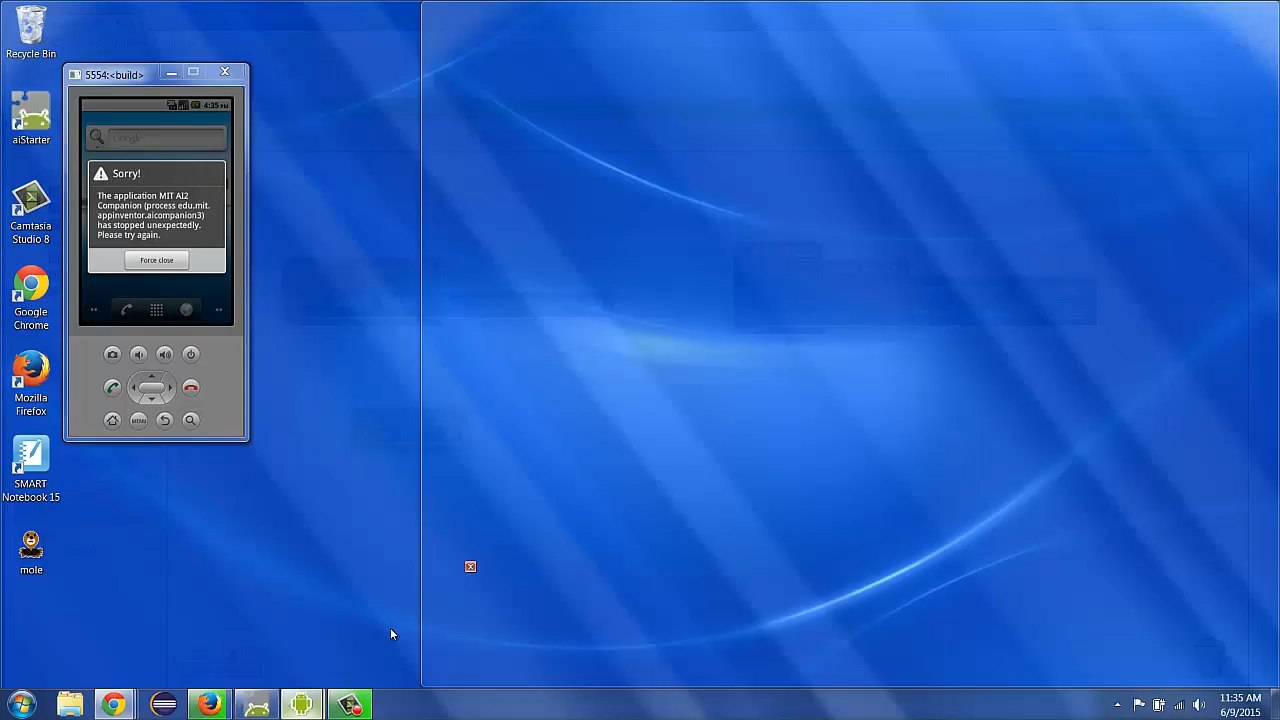 Recycle Bin
5554:<build>
4:35 PM
Google
aiStarter
Sorry!
The application MIT AI2
Companion (process edu.mit.
appinventor.aicompanion3)
has stopped unexpectedly.
Please try again.
Force close
Camtasia
Studio 8
Google
Chrome
Mozilla
Firefox
MENU
SMART
Notebook 15
mole
11:35 AM
6/9/2015